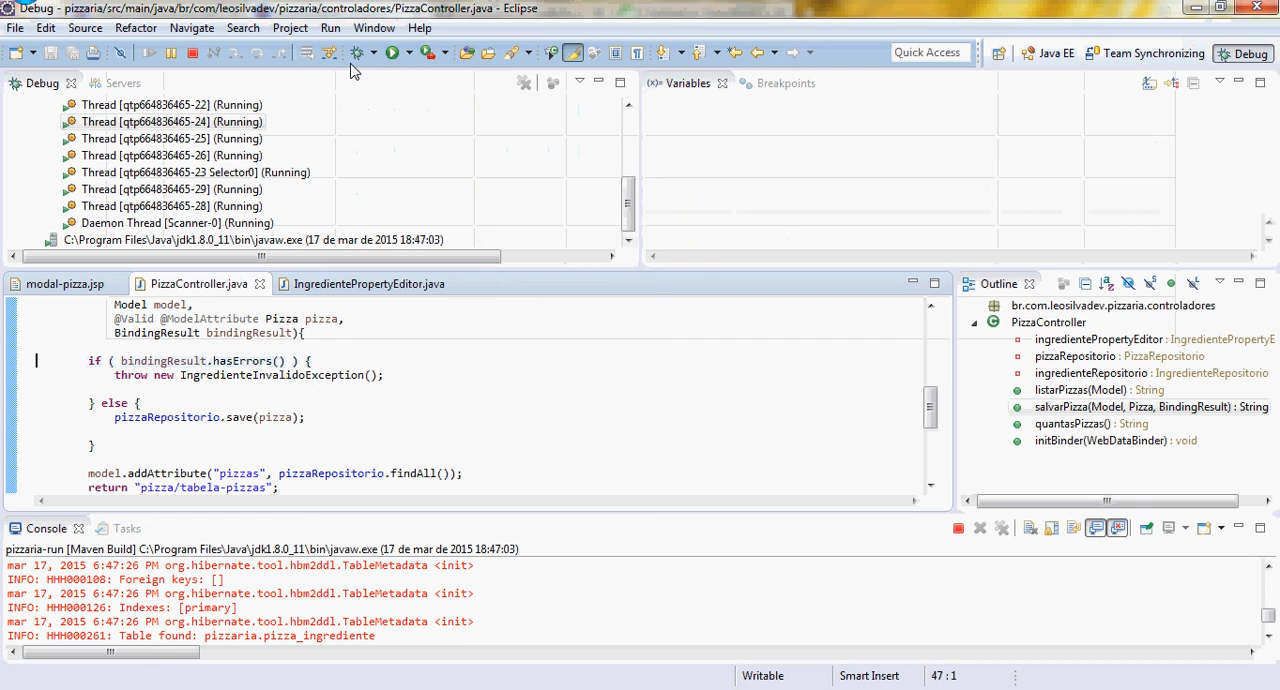 Debug - pizzaria/src/main/java/br/com/leosilvadev/pizzaria/controladores/PizzaController.java - Eclipse
File Edit Source Refactor Navigate Search Project Run Window Help
Quick Access Java EE Team Synchronizing Debug
Debug Servers
Thread [qtp664836465-22] (Running)
Thread [qtp664836465-24] (Running)
Thread [qtp664836465-25] (Running)
Thread [qtp664836465-26] (Running)
Thread [qtp664836465-23 Selector0] (Running)
Thread [qtp664836465-29] (Running)
Thread [qtp664836465-28] (Running)
Daemon Thread [Scanner-0] (Running)
C:\Program Files\Java\jdk1.8.0_11\bin\javaw.exe (17 de mar de 2015 18:47:03)
(x)= Variables Breakpoints
modal-pizza.jsp PizzaController.java IngredientePropertyEditor.java
Model model,
@Valid @ModelAttribute Pizza pizza,
BindingResult bindingResult){
if ( bindingResult.hasErrors() ) {
throw new IngredienteInvalidoException();
} else {
pizzaRepositorio.save(pizza);
}
model.addAttribute("pizzas", pizzaRepositorio.findAll());
return "pizza/tabela-pizzas";
Outline
br.com.leosilvadev.pizzaria.controladores
PizzaController
ingredientePropertyEditor : IngredientePropertyE
pizzaRepositorio : PizzaRepositorio
ingredienteRepositorio : IngredienteRepositorio
listarPizzas(Model) : String
salvarPizza(Model, Pizza, BindingResult) : String
quantasPizzas() : String
initBinder(WebDataBinder) : void
Console Tasks
pizzaria-run [Maven Build] C:\Program Files\Java\jdk1.8.0_11\bin\javaw.exe (17 de mar de 2015 18:47:03)
mar 17, 2015 6:47:26 PM org.hibernate.tool.hbm2ddl.TableMetadata <init>
INFO: HHH000108: Foreign keys: []
mar 17, 2015 6:47:26 PM org.hibernate.tool.hbm2ddl.TableMetadata <init>
INFO: HHH000126: Indexes: [primary]
mar 17, 2015 6:47:26 PM org.hibernate.tool.hbm2ddl.TableMetadata <init>
INFO: HHH000261: Table found: pizzaria.pizza_ingrediente
Writable Smart Insert 47 : 1